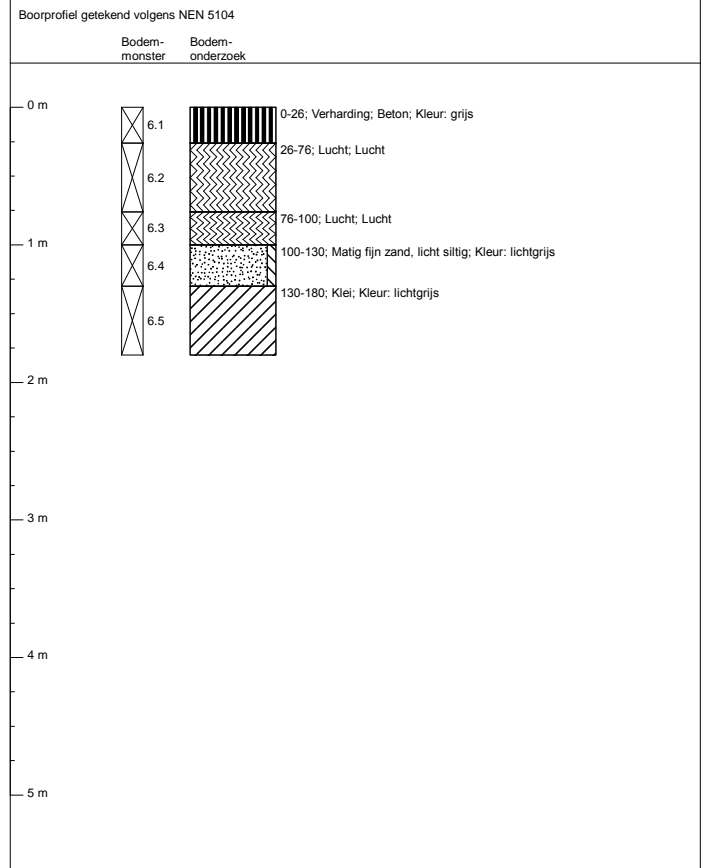 Boorprofiel getekend volgens NEN 5104
Bodem-
monster
Bodem-
onderzoek
0 m
6.1
0-26; Verharding; Beton; Kleur: grijs
26-76; Lucht; Lucht
6.2
76-100; Lucht; Lucht
6.3
1 m
100-130; Matig fijn zand, licht siltig; Kleur: lichtgrijs
6.4
130-180; Klei; Kleur: lichtgrijs
6.5
2 m
3 m
4 m
5 m